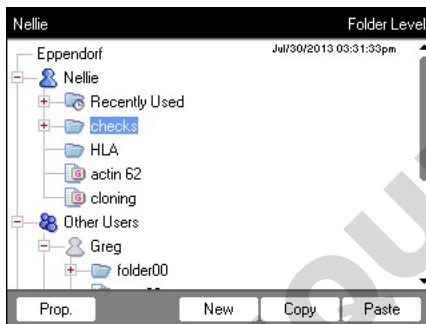 Nellie Folder Level
Eppendorf Jul/30/2013 03:31:33pm
Nellie
Recently Used
checks
HLA
actin 62
cloning
Other Users
Greg
folder00
Prop. New Copy Paste